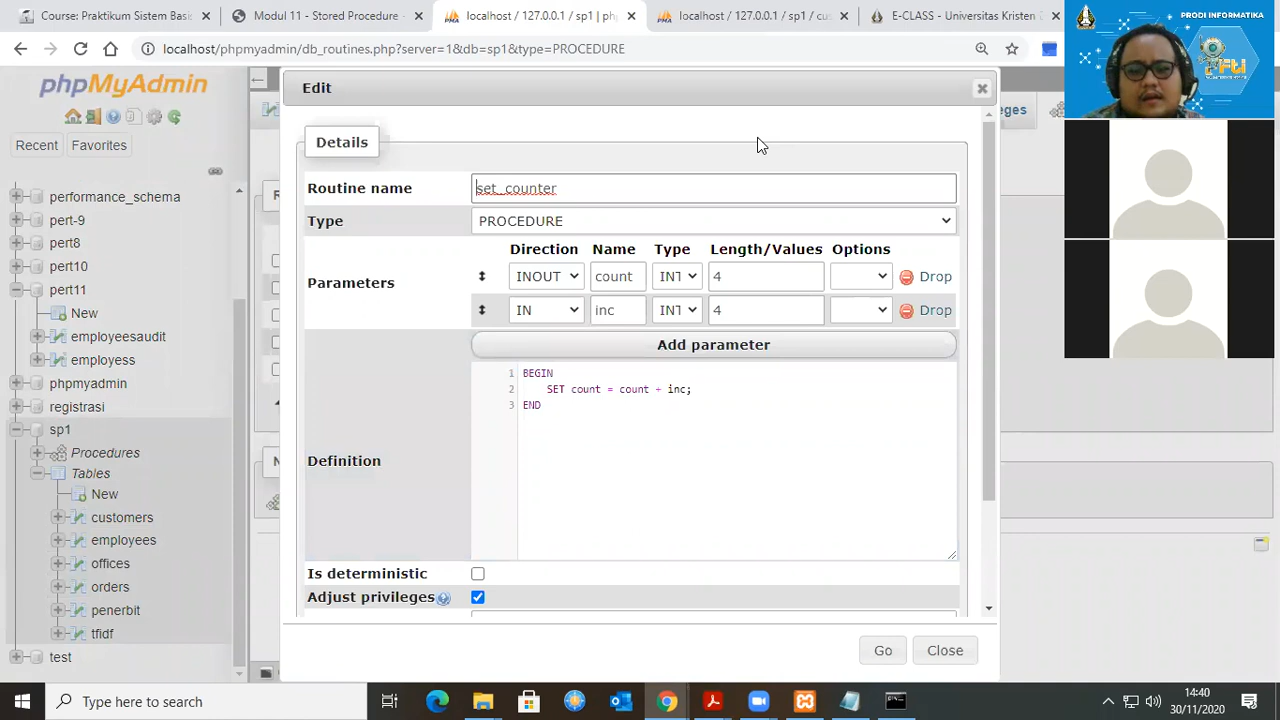 Course: Praktikum Sistem Basis
Modul 11 - Stored Procedure -
localhost / 127.0.0.1 / sp1 | ph
localhost / 127.0.0.1 / sp1 / cus
E-CLASS - Universitas Kristen D
PRODI INFORMATIKA
localhost/phpmyadmin/db_routines.php?server=1&db=sp1&type=PROCEDURE
fti
phpMyAdmin
Recent
Favorites
performance_schema
pert-9
pert8
pert10
pert11
New
employeesaudit
employess
phpmyadmin
registrasi
sp1
Procedures
Tables
New
customers
employees
offices
orders
penerbit
tfidf
test
Edit
Details
Routine name
set_counter
Type
PROCEDURE
Parameters
Direction Name Type Length/Values Options
INOUT count INT 4 Drop
IN inc INT 4 Drop
Add parameter
Definition
1 BEGIN
2 SET count = count + inc;
3 END
Is deterministic
Adjust privileges
Go
Close
Type here to search
14:40
30/11/2020